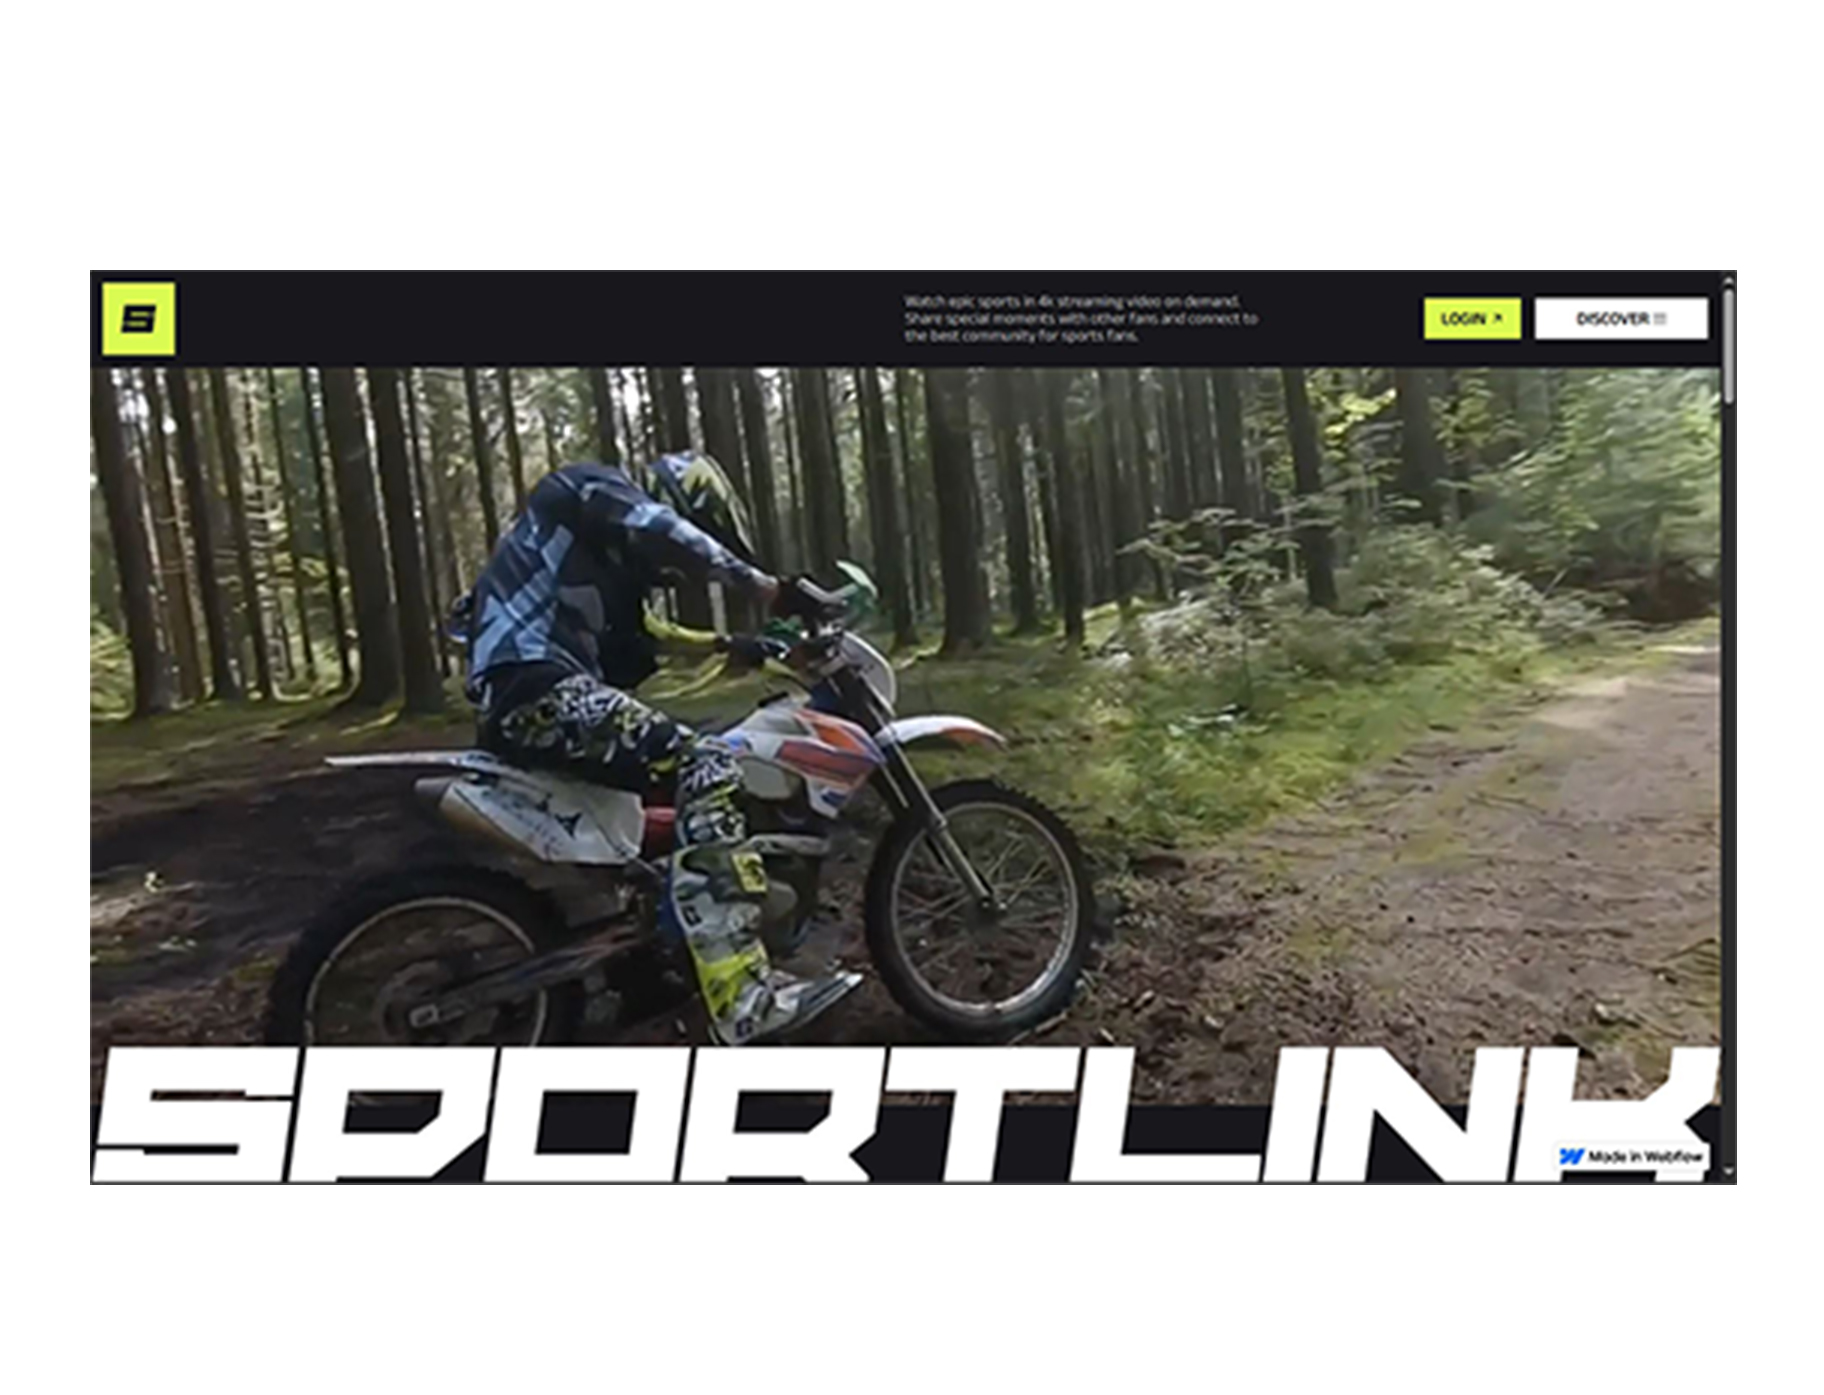 S
Watch epic sports in 4k streaming video on demand.
Share special moments with other fans and connect to
the best community for sports fans.
LOGIN
DISCOVER
SPORTLINK
Made in Webflow